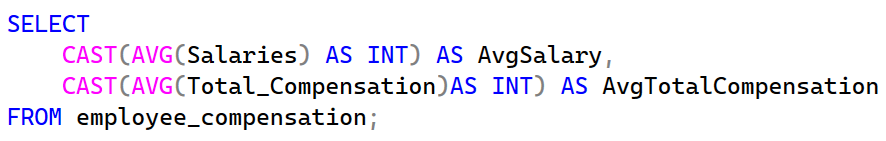 SELECT
    CAST(AVG(Salaries) AS INT) AS AvgSalary,
    CAST(AVG(Total_Compensation)AS INT) AS AvgTotalCompensation
FROM employee_compensation;